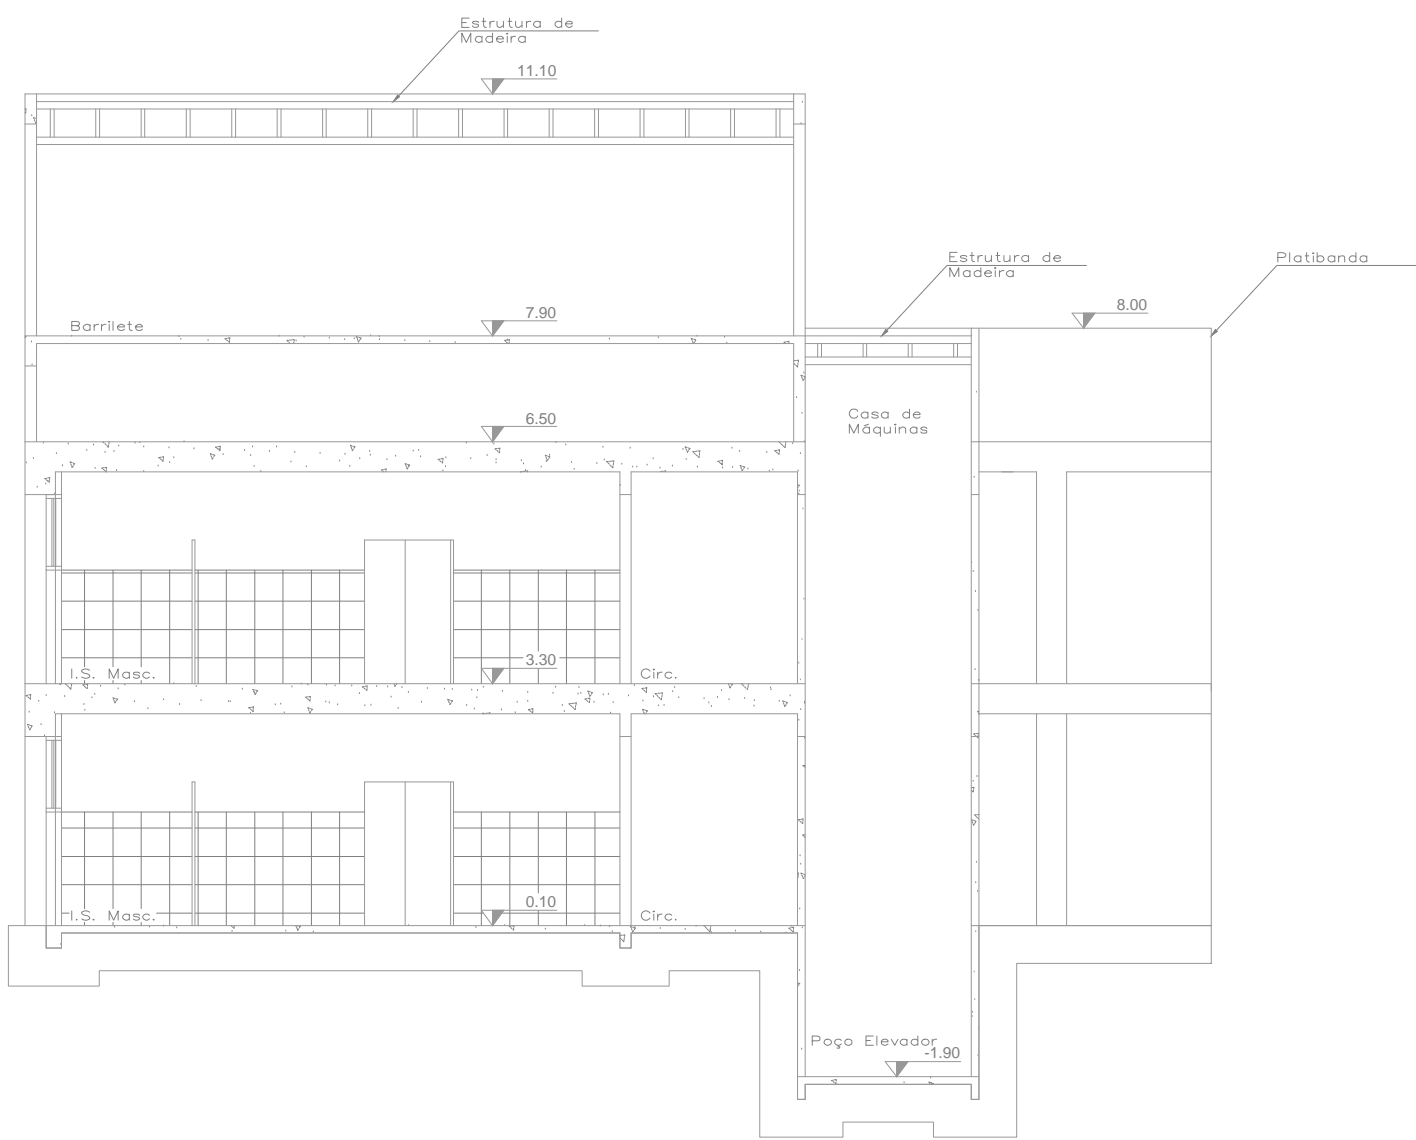 Estrutura de
Madeira
11.10
Estrutura de
Madeira
Platibanda
8.00
7.90
Barrilete
Casa de
Máquinas
6.50
I.S. Masc.
3.30
Circ.
I.S. Masc.
0.10
Circ.
Poço Elevador
-1.90